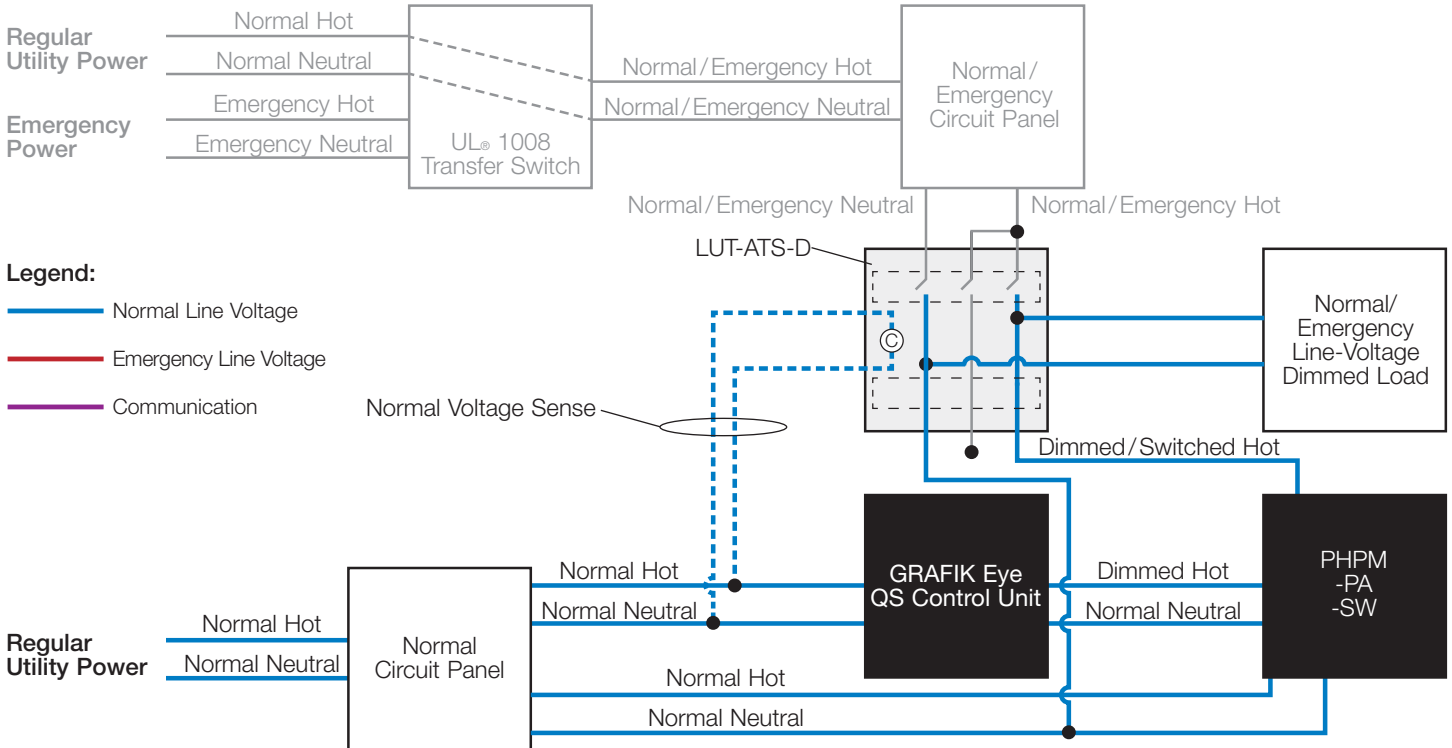 Regular
Utility Power
Normal Hot
Normal Neutral
Emergency
Power
Emergency Hot
Emergency Neutral
UL® 1008
Transfer Switch
Normal/Emergency Hot
Normal/Emergency Neutral
Normal/
Emergency
Circuit Panel
Normal/Emergency Neutral
Normal/Emergency Hot
LUT-ATS-D
Legend:
Normal Line Voltage
Emergency Line Voltage
Communication
C
Normal/
Emergency
Line-Voltage
Dimmed Load
Normal Voltage Sense
Dimmed/Switched Hot
Normal Hot
Normal Neutral
GRAFIK Eye
QS Control Unit
Dimmed Hot
Normal Neutral
PHPM
-PA
-SW
Regular
Utility Power
Normal Hot
Normal Neutral
Normal
Circuit Panel
Normal Hot
Normal Neutral